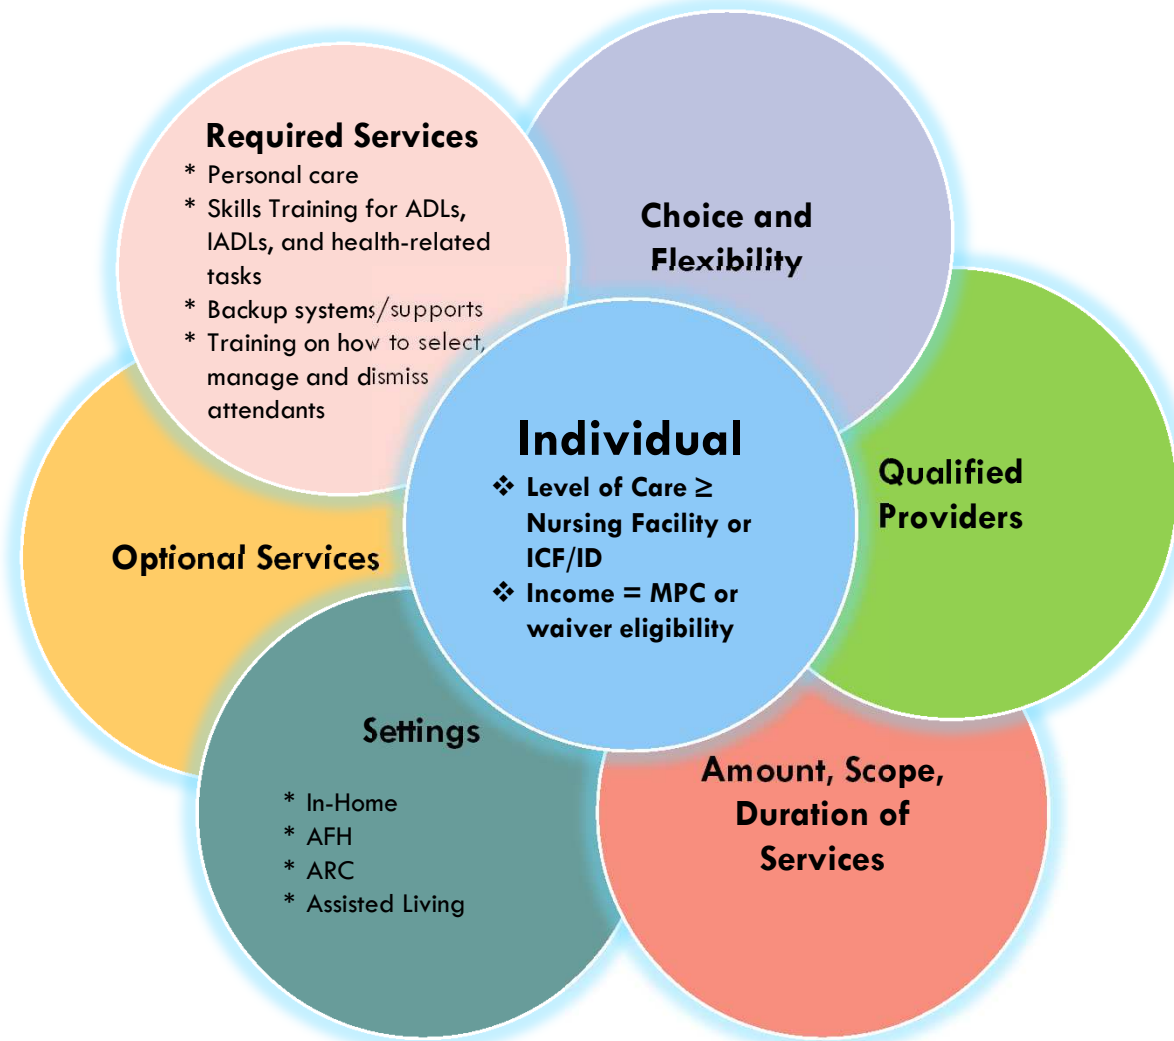 Required Services
* Personal care
* Skills Training for ADLs,
IADLs, and health-related
tasks
* Backup systems/supports
* Training on how to select,
manage and dismiss
attendants
Choice and
Flexibility
Individual
❖ Level of Care ≥
Nursing Facility or
ICF/ID
❖ Income = MPC or
waiver eligibility
Qualified
Providers
Optional Services
Settings
* In-Home
* AFH
* ARC
* Assisted Living
Amount, Scope,
Duration of
Services